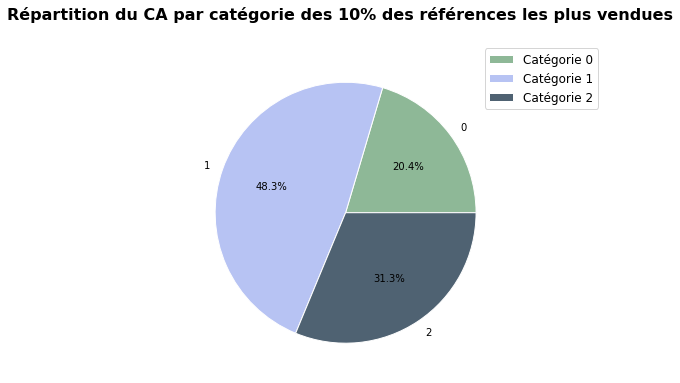 Répartition du CA par catégorie des 10% des références les plus vendues
Catégorie 0
Catégorie 1
Catégorie 2
0
20.4%
1
48.3%
31.3%
2